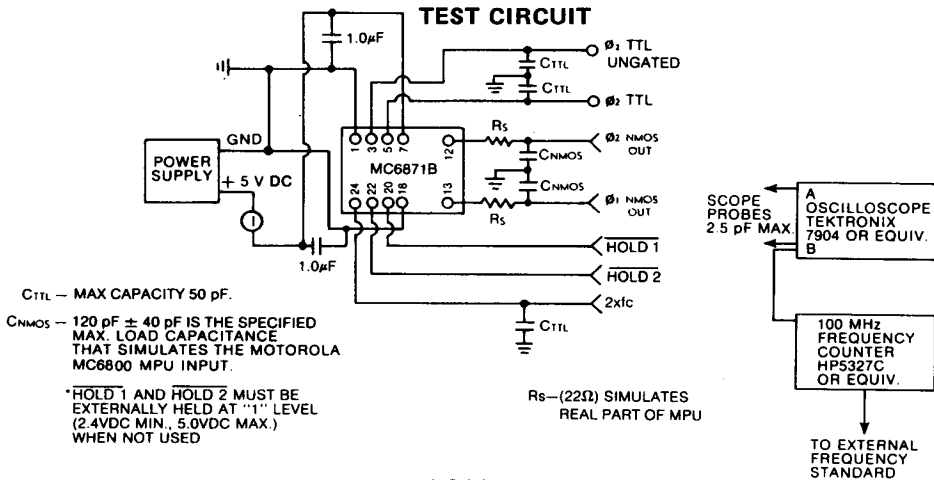 TEST CIRCUIT
1.0µF
ø₂ TTL
UNGATED
CTTL
CTTL
ø₂ TTL
GND
POWER
SUPPLY
+ 5 V DC
I
1.0µF
1 3 5 7
MC6871B
24 22 20 18
12
13
RS
RS
CNMOS
CNMOS
ø₂ NMOS
OUT
ø₁ NMOS
OUT
HOLD 1
HOLD 2
2xfc
CTTL
SCOPE
PROBES
2.5 pF MAX.
A
OSCILLOSCOPE
TEKTRONIX
7904 OR EQUIV.
B
100 MHz
FREQUENCY
COUNTER
HP5327C
OR EQUIV.
TO EXTERNAL
FREQUENCY
STANDARD
CTTL — MAX CAPACITY 50 pF.
CNMOS — 120 pF ± 40 pF IS THE SPECIFIED
MAX. LOAD CAPACITANCE
THAT SIMULATES THE MOTOROLA
MC6800 MPU INPUT.
*HOLD 1 AND HOLD 2 MUST BE
EXTERNALLY HELD AT "1" LEVEL
(2.4VDC MIN., 5.0VDC MAX.)
WHEN NOT USED
RS—(22Ω) SIMULATES
REAL PART OF MPU